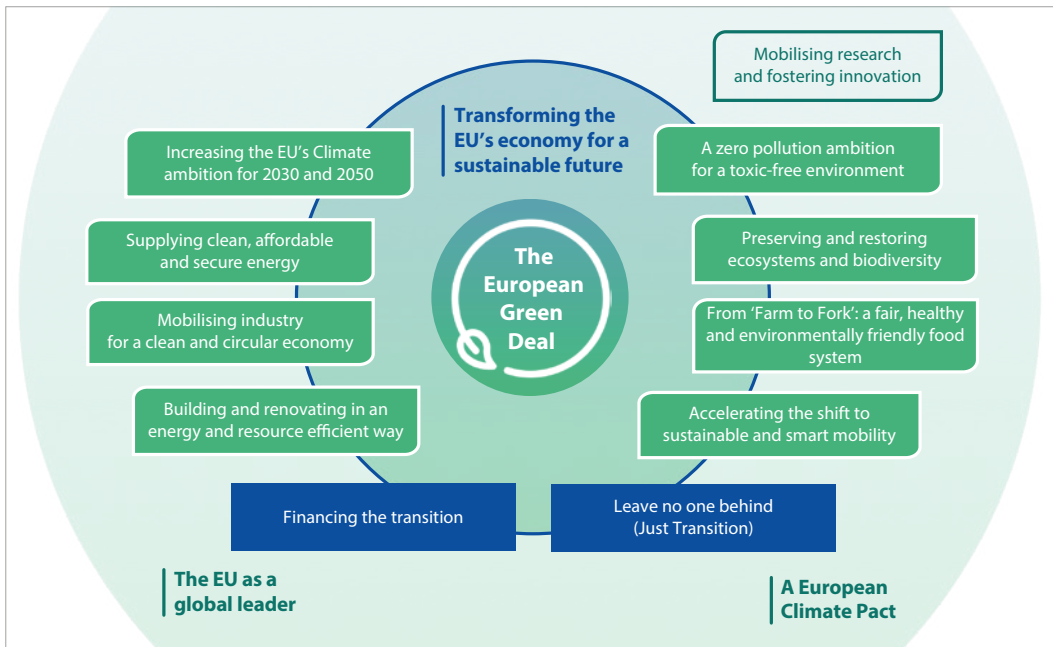 Mobilising research
and fostering innovation
Transforming the
EU's economy for a
sustainable future
Increasing the EU's Climate
ambition for 2030 and 2050
A zero pollution ambition
for a toxic-free environment
Supplying clean, affordable
and secure energy
Preserving and restoring
ecosystems and biodiversity
The
European
Green
Deal
Mobilising industry
for a clean and circular economy
From ‘Farm to Fork’: a fair, healthy
and environmentally friendly food
system
Building and renovating in an
energy and resource efficient way
Accelerating the shift to
sustainable and smart mobility
Financing the transition
Leave no one behind
(Just Transition)
The EU as a
global leader
A European
Climate Pact